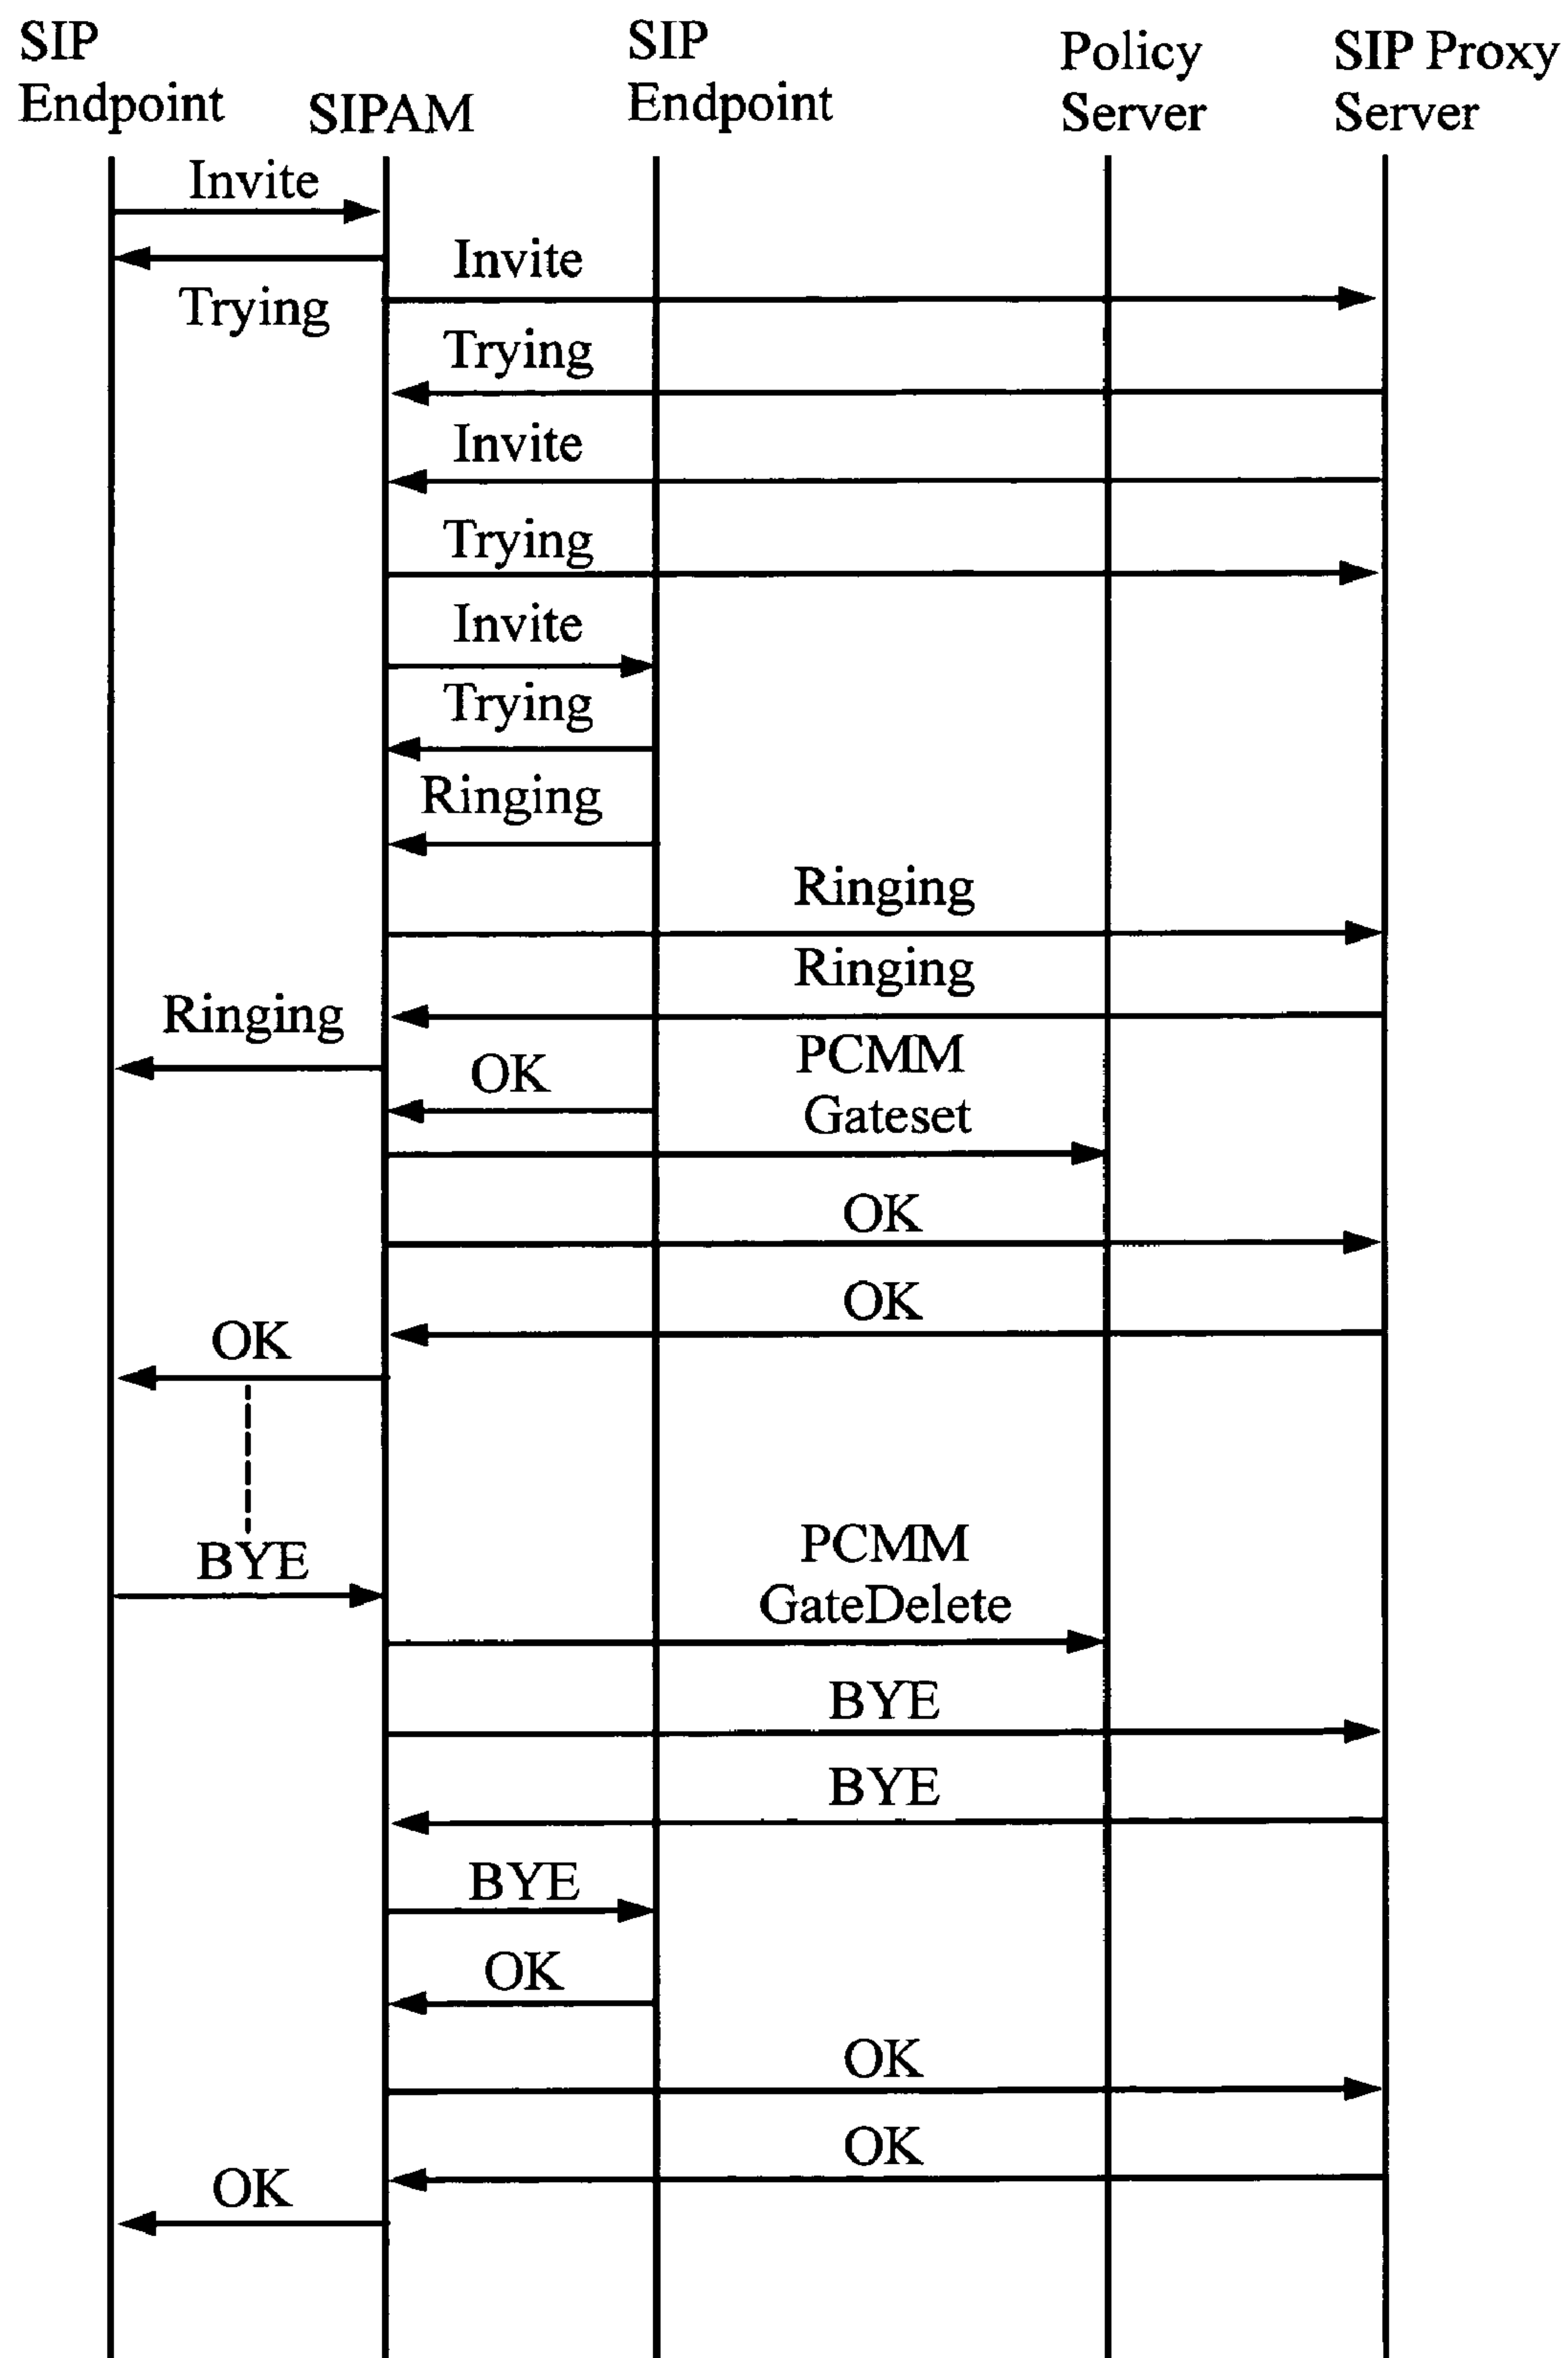 SIP
Endpoint
SIPAM
SIP
Endpoint
Policy
Server
SIP Proxy
Server
Invite
Trying
Invite
Trying
Invite
Trying
Invite
Trying
Ringing
Ringing
Ringing
Ringing
OK
PCMM
Gateset
OK
OK
OK
BYE
PCMM
GateDelete
BYE
BYE
BYE
OK
OK
OK
OK